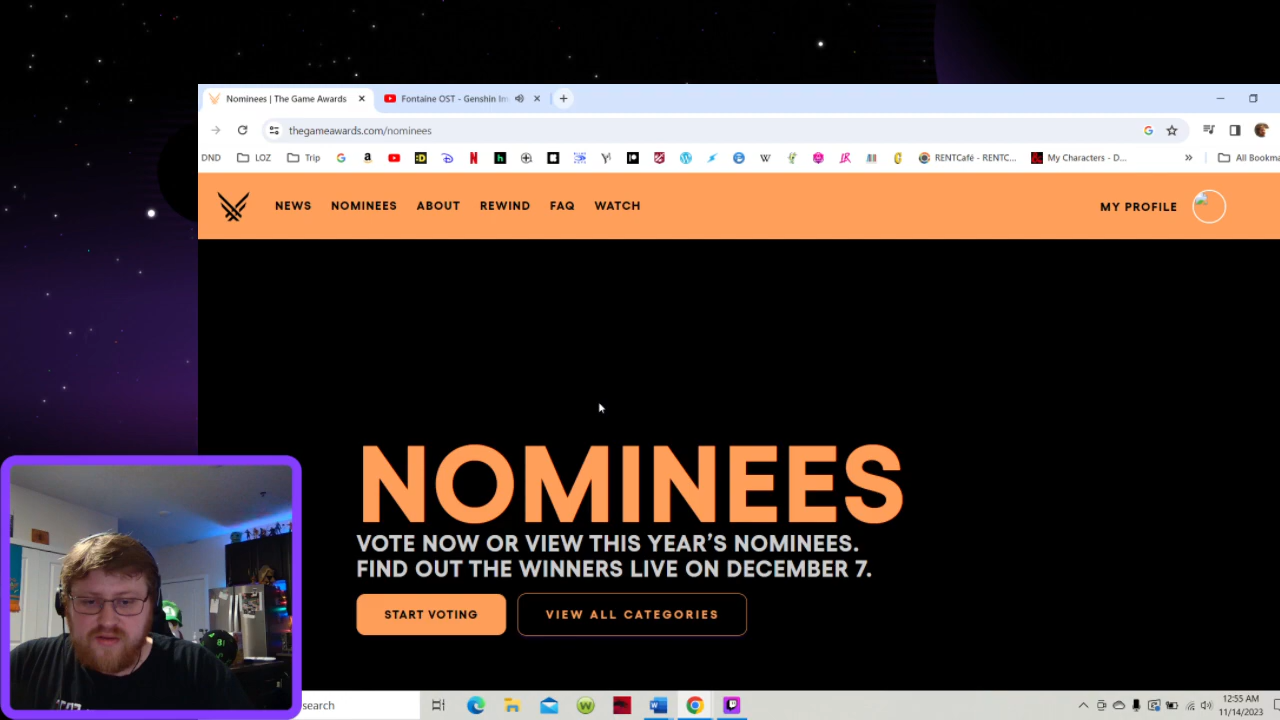 Nominees | The Game Awards
Fontaine OST - Genshin Im
thegameawards.com/nominees
DND
LOZ
Trip
RENTCafé - RENTC...
My Characters - D...
»
All Bookma
NEWS
NOMINEES
ABOUT
REWIND
FAQ
WATCH
MY PROFILE
NOMINEES
VOTE NOW OR VIEW THIS YEAR'S NOMINEES.
FIND OUT THE WINNERS LIVE ON DECEMBER 7.
START VOTING
VIEW ALL CATEGORIES
search
12:55 AM
11/14/2023